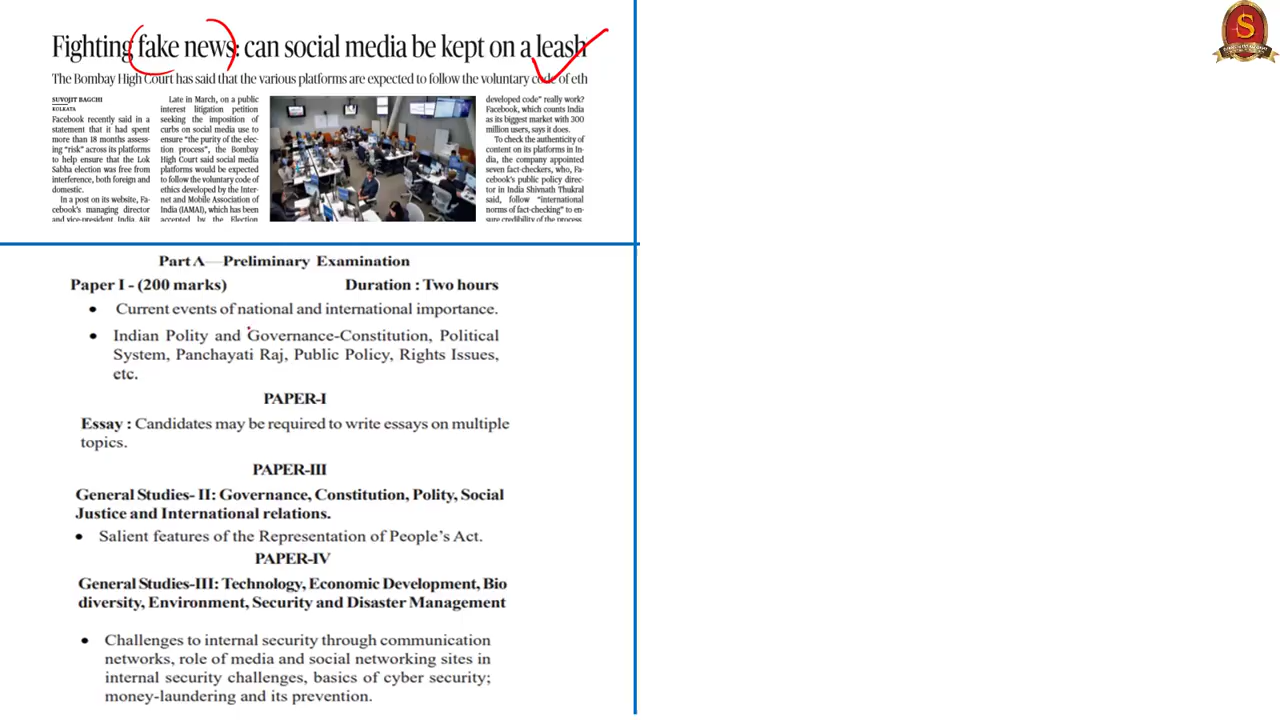 Fighting fake news: can social media be kept on a leash
The Bombay High Court has said that the various platforms are expected to follow the voluntary code of eth
SUVOJIT BAGCHI
KOLKATA
Facebook recently said in a
statement that it had spent
more than 18 months assess-
ing “risk” across its platforms
to help ensure that the Lok
Sabha election was free from
interference, both foreign and
domestic.
In a post on its website, Fa-
cebook's managing director
and vice-president India Ajit
Late in March, on a public
interest litigation petition
seeking the imposition of
curbs on social media use to
ensure “the purity of the elec-
tion process”, the Bombay
High Court said social media
platforms would be expected
to follow the voluntary code of
ethics developed by the Inter-
net and Mobile Association of
India (IAMAI), which has been
accepted by the Election
developed code” really work?
Facebook, which counts India
as its biggest market with 300
million users, says it does.
To check the authenticity of
content on its platforms in In-
dia, the company appointed
seven fact-checkers, who, Fa-
cebook's public policy direc-
tor in India Shivnath Thukral
said, follow “international
norms of fact-checking” to en-
sure credibility of the process.
Part A—Preliminary Examination
Paper I - (200 marks) Duration : Two hours
• Current events of national and international importance.
• Indian Polity and Governance-Constitution, Political
System, Panchayati Raj, Public Policy, Rights Issues,
etc.
PAPER-I
Essay : Candidates may be required to write essays on multiple
topics.
PAPER-III
General Studies- II: Governance, Constitution, Polity, Social
Justice and International relations.
• Salient features of the Representation of People's Act.
PAPER-IV
General Studies-III: Technology, Economic Development, Bio
diversity, Environment, Security and Disaster Management
• Challenges to internal security through communication
networks, role of media and social networking sites in
internal security challenges, basics of cyber security;
money-laundering and its prevention.
S